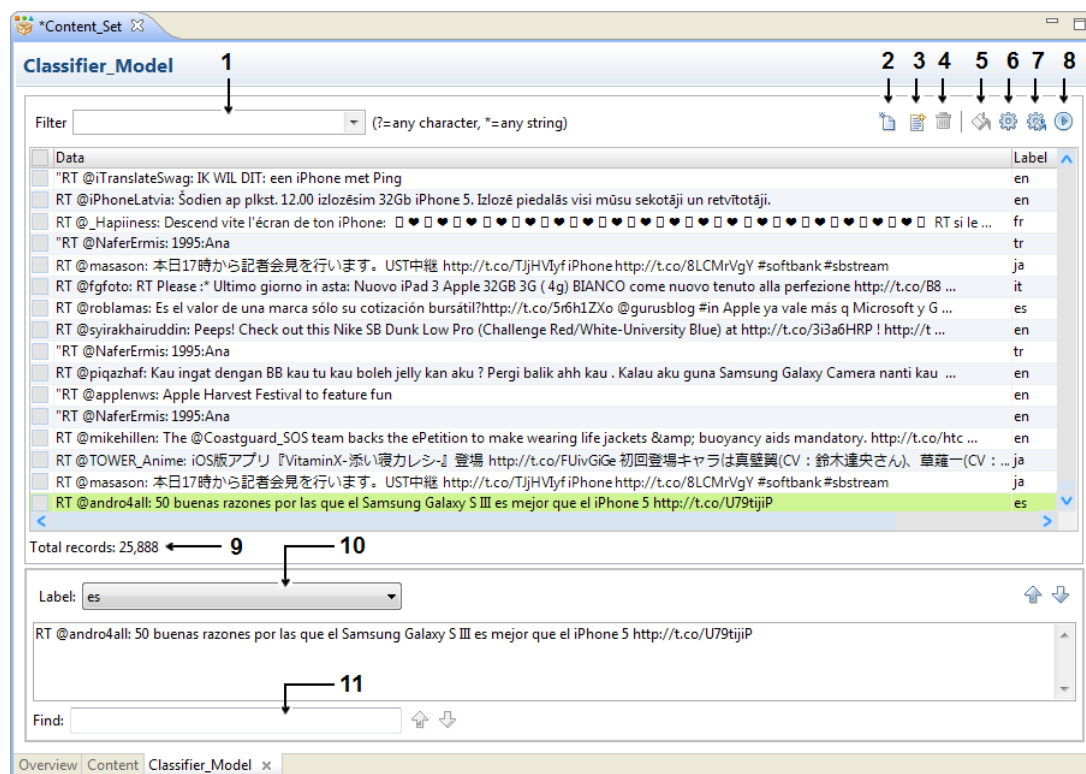 *Content_Set
Classifier_Model
1
2 3 4 5 6 7 8
Filter (?=any character, *=any string)
Data Label
"RT @iTranslateSwag: IK WIL DIT: een iPhone met Ping en
RT @iPhoneLatvia: Šodien ap plkst. 12.00 izlozēsim 32Gb iPhone 5. Izlozē piedalās visi mūsu sekotāji un retvītotāji. en
RT @_Hapiiness: Descend vite l'écran de ton iPhone: ▯♥▯♥▯♥▯♥▯♥▯♥▯♥▯♥▯♥▯♥▯♥▯♥▯♥▯♥▯♥▯♥▯♥▯♥▯ RT si le ... fr
"RT @NaferErmis: 1995:Ana tr
RT @masason: 本日17時から記者会見を行います。UST中継 http://t.co/TJjHVIyf iPhone http://t.co/8LCMrVgY #softbank #sbstream ja
RT @fgfoto: RT Please :* Ultimo giorno in asta: Nuovo iPad 3 Apple 32GB 3G ( 4g) BIANCO come nuovo tenuto alla perfezione http://t.co/B8 ... it
RT @roblamas: Es el valor de una marca sólo su cotización bursátil?http://t.co/5r6h1ZXo @gurusblog #in Apple ya vale más q Microsoft y G ... es
RT @syirakhairuddin: Peeps! Check out this Nike SB Dunk Low Pro (Challenge Red/White-University Blue) at http://t.co/3i3a6HRP ! http://t ... en
"RT @NaferErmis: 1995:Ana tr
RT @piqazhaf: Kau ingat dengan BB kau tu kau boleh jelly kan aku ? Pergi balik ahh kau . Kalau aku guna Samsung Galaxy Camera nanti kau ... en
"RT @applenws: Apple Harvest Festival to feature fun en
"RT @NaferErmis: 1995:Ana en
RT @mikehillen: The @Coastguard_SOS team backs the ePetition to make wearing life jackets &amp; buoyancy aids mandatory. http://t.co/htc ... en
RT @TOWER_Anime: iOS版アプリ『VitaminX-添い寝カレシ-』登場 http://t.co/FUivGiGe 初回登場キャラは真壁翼(CV：鈴木達央さん)、草薙一(CV：... ja
RT @masason: 本日17時から記者会見を行います。UST中継 http://t.co/TJjHVIyf iPhone http://t.co/8LCMrVgY #softbank #sbstream ja
RT @andro4all: 50 buenas razones por las que el Samsung Galaxy S III es mejor que el iPhone 5 http://t.co/U79tijiP es
Total records: 25,888 9 10
Label: es
RT @andro4all: 50 buenas razones por las que el Samsung Galaxy S III es mejor que el iPhone 5 http://t.co/U79tijiP
11
Find:
Overview Content Classifier_Model